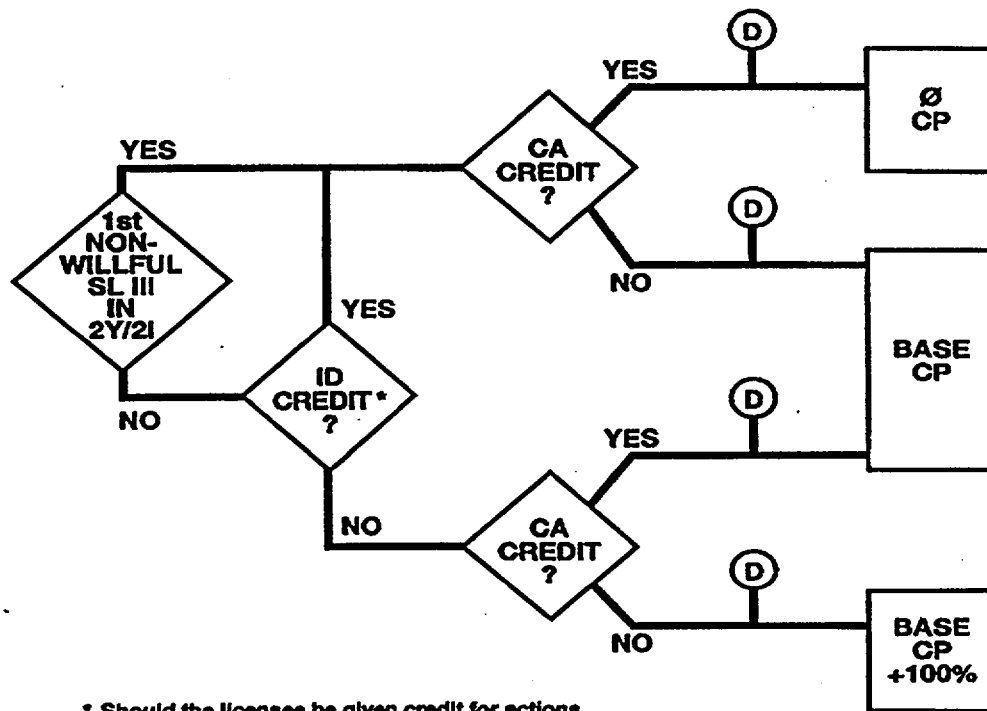 D
YES
Ø
CP
YES
CA
CREDIT
?
D
1st
NON-
WILLFUL
SL III
IN
2Y/2I
NO
YES
BASE
CP
ID
CREDIT*
?
D
NO
YES
NO
CA
CREDIT
?
D
NO
BASE
CP
+100%
* Should the licensee be given credit for actions